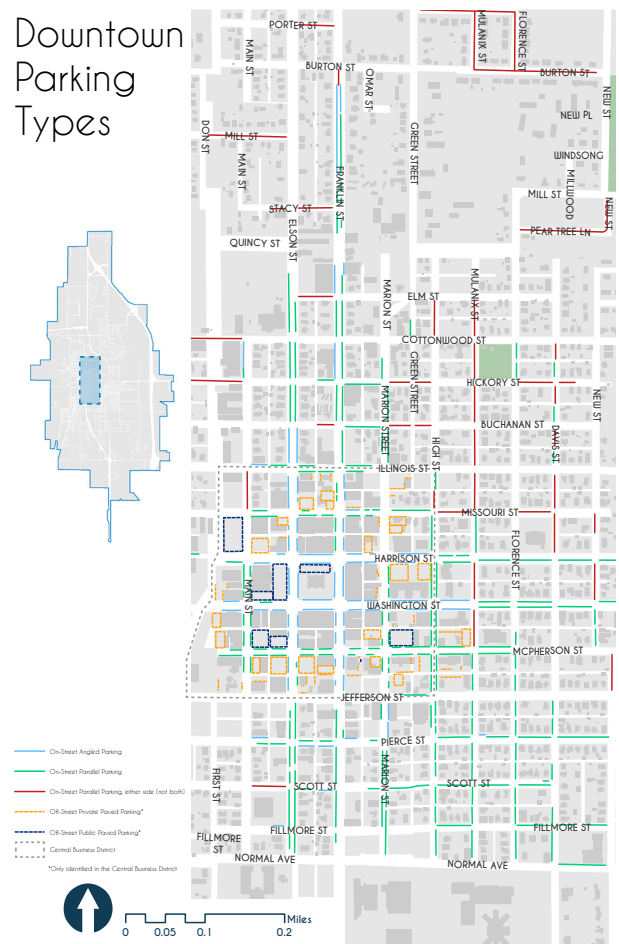 Downtown
Parking
Types
PORTER ST
MAIN ST
BURTON ST
OMAR ST
MULANIX ST
FLORENCE ST
BURTON ST
NEW ST
NEW PL
DON ST
MILL ST
MAIN ST
GREEN STREET
WINDSONG
FRANKLIN ST
MILLWOOD
MILL ST
NEW ST
STACY ST
ELSON ST
PEAR TREE LN
QUINCY ST
MARION ST
ELM ST
MULANIX ST
COTTONWOOD ST
GREEN STREET
HICKORY ST
MARION STREET
NEW ST
BUCHANAN ST
DAVIS ST
HIGH ST
ILLINOIS ST
MISSOURI ST
FLORENCE ST
HARRISON ST
MAIN ST
WASHINGTON ST
MCPHERSON ST
JEFFERSON ST
PIERCE ST
MARION ST
FIRST ST
SCOTT ST
SCOTT ST
FILLMORE ST
FILLMORE ST
FILLMORE
ST
NORMAL AVE
NORMAL AVE
On-Street Angled Parking
On-Street Parallel Parking
On-Street Parallel Parking, either side (not both)
Off-Street Private Paved Parking*
Off-Street Public Paved Parking*
Central Business District
*Only identified in the Central Business District
Miles
0 0.05 0.1 0.2